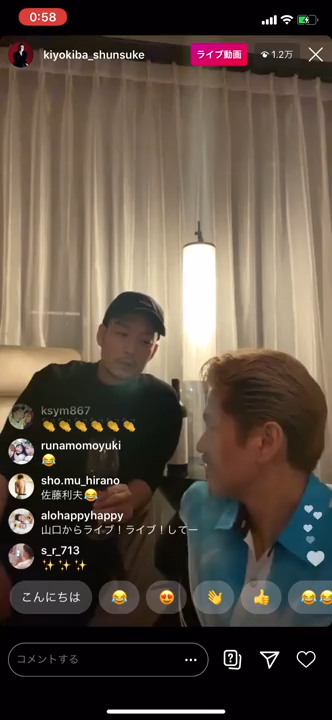 0:58
kiyokiba_shunsuke
ライブ動画
1.2万
ksym867
👏👏👏👏👏👏
runamomoyuki
😂
sho.mu_hirano
佐藤利夫😂
alohappyhappy
山口からライブ！ライブ！してー
s_r_713
✨✨✨
こんにちは
😂 😍 👋 👍 😂😂
コメントする